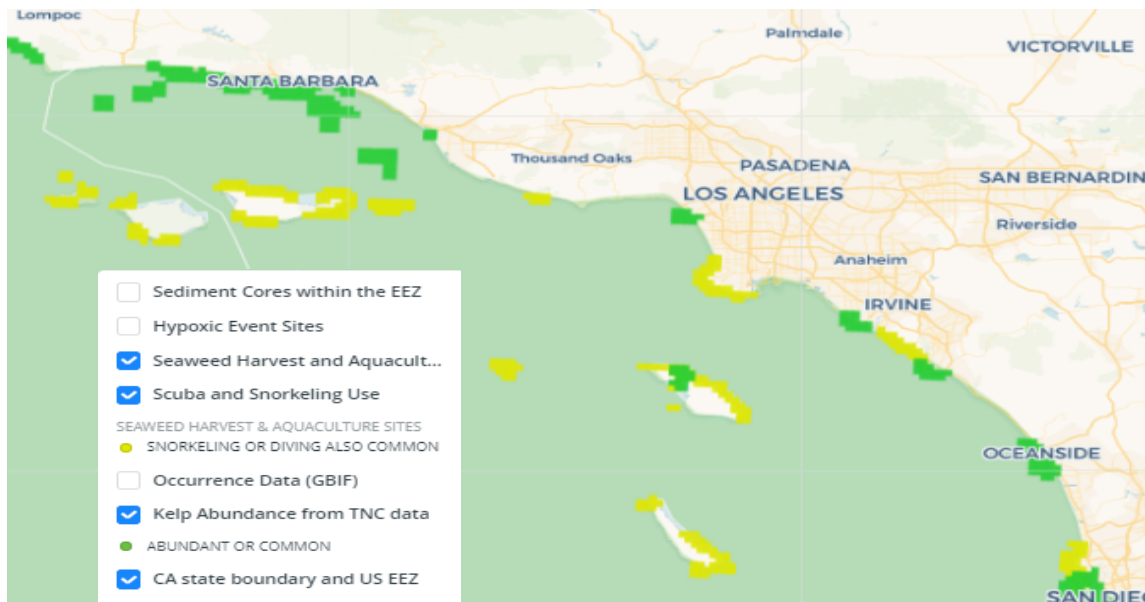 Lompoc
Palmdale
VICTORVILLE
SANTA BARBARA
Thousand Oaks
PASADENA
SAN BERNARDIN
LOS ANGELES
Riverside
Anaheim
IRVINE
OCEANSIDE
SAN DIES
Sediment Cores within the EEZ
Hypoxic Event Sites
Seaweed Harvest and Aquacult...
Scuba and Snorkeling Use
SEAWEED HARVEST & AQUACULTURE SITES
SNORKELING OR DIVING ALSO COMMON
Occurrence Data (GBIF)
Kelp Abundance from TNC data
ABUNDANT OR COMMON
CA state boundary and US EEZ